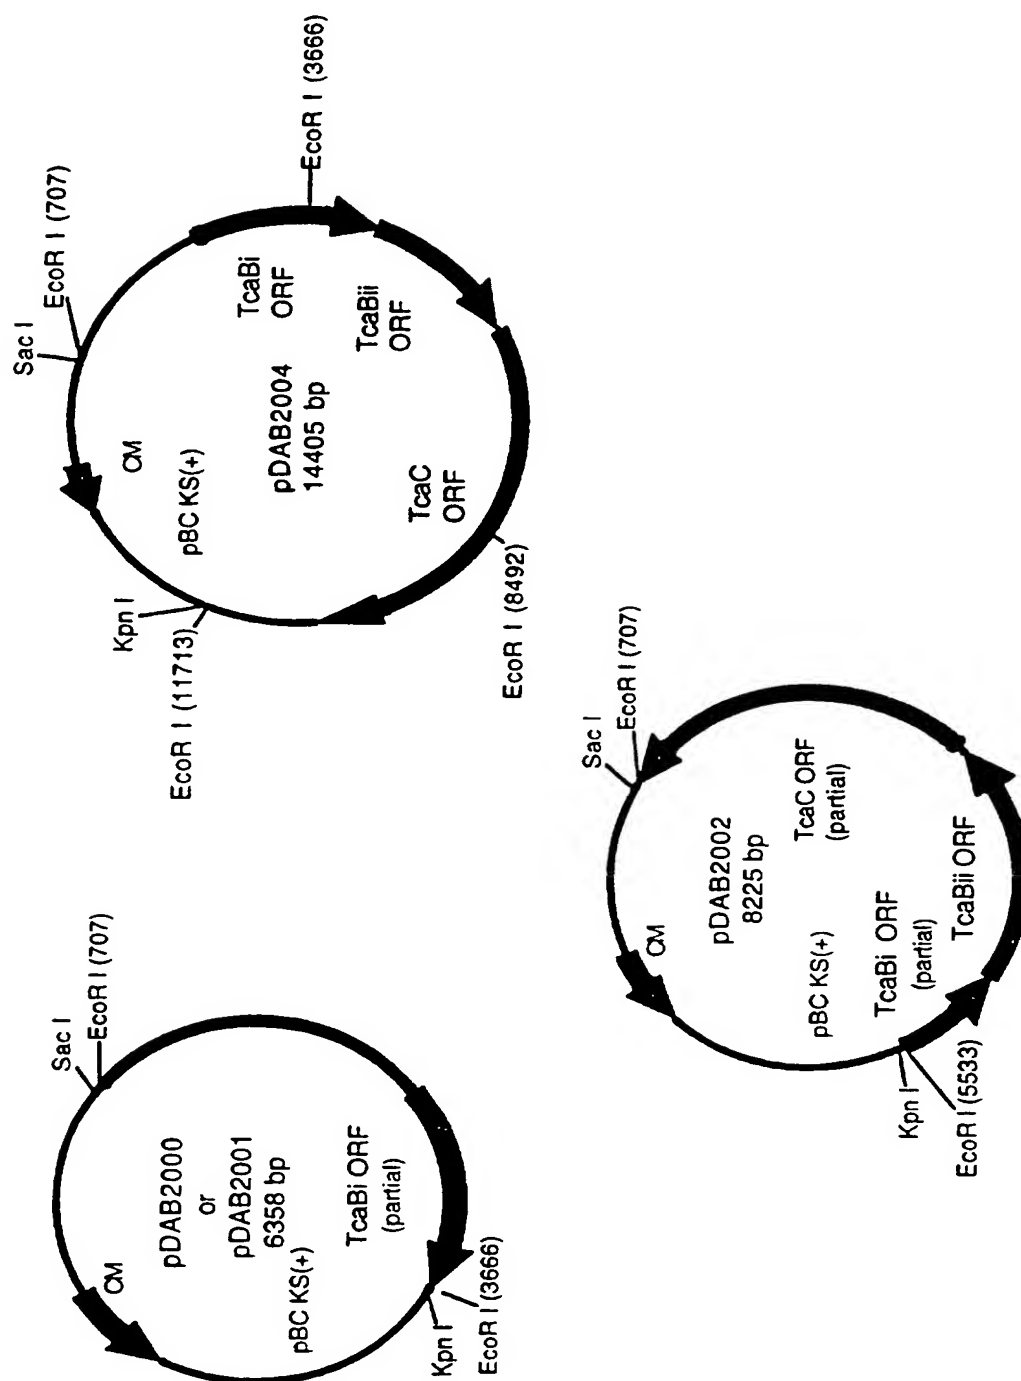 Sac I
EcoR I (707)
CM
pDAB2000
or
pDAB2001
6358 bp
pBC KS(+)
TcaBi ORF
(partial)
Kpn I
EcoR I (3666)
Sac I
EcoR I (707)
CM
pBC KS(+)
Kpn I
EcoR I (11713)
pDAB2004
14405 bp
TcaBi
ORF
EcoR I (3666)
TcaBii
ORF
TcaC
ORF
EcoR I (8492)
Sac I
EcoR I (707)
CM
pDAB2002
8225 bp
pBC KS(+)
TcaC ORF
(partial)
TcaBi ORF
(partial)
TcaBii ORF
Kpn I
EcoR I (5533)